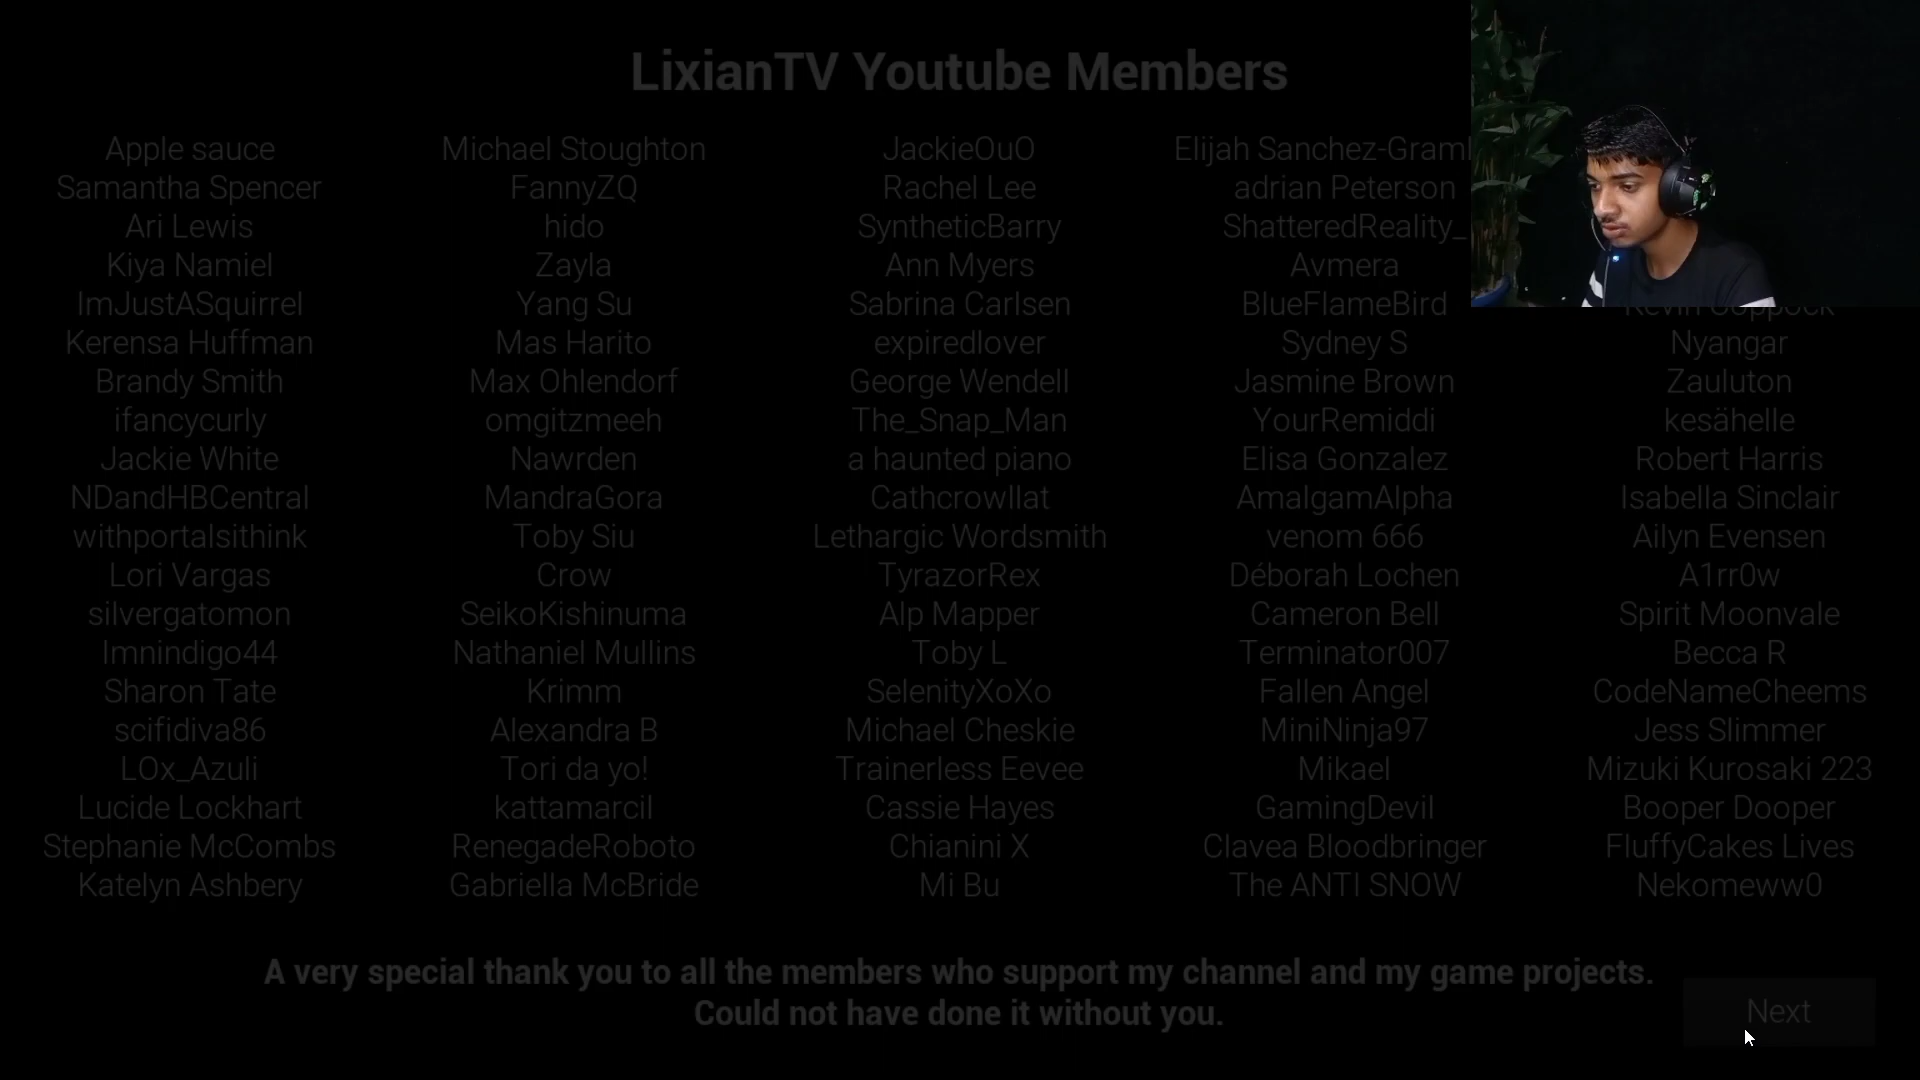 LixianTV Youtube Members
Apple sauce
Samantha Spencer
Ari Lewis
Kiya Namiel
ImJustASquirrel
Kerensa Huffman
Brandy Smith
ifancycurly
Jackie White
NDandHBCentral
withportalsithink
Lori Vargas
silvergatomon
Imnindigo44
Sharon Tate
scifidiva86
LOx_Azuli
Lucide Lockhart
Stephanie McCombs
Katelyn Ashbery
Michael Stoughton
FannyZQ
hido
Zayla
Yang Su
Mas Harito
Max Ohlendorf
omgitzmeeh
Nawrden
MandraGora
Toby Siu
Crow
SeikoKishinuma
Nathaniel Mullins
Krimm
Alexandra B
Tori da yo!
kattamarcil
RenegadeRoboto
Gabriella McBride
JackieOuO
Rachel Lee
SyntheticBarry
Ann Myers
Sabrina Carlsen
expiredlover
George Wendell
The_Snap_Man
a haunted piano
Cathcrowllat
Lethargic Wordsmith
TyrazorRex
Alp Mapper
Toby L
SelenityXoXo
Michael Cheskie
Trainerless Eevee
Cassie Hayes
Chianini X
Mi Bu
Elijah
adrian Peterson
ShatteredReality_
Avmera
BlueFlameBird
Sydney S
Jasmine Brown
YourRemiddi
Elisa Gonzalez
AmalgamAlpha
venom 666
Déborah Lochen
Cameron Bell
Terminator007
Fallen Angel
MiniNinja97
Mikael
GamingDevil
Clavea Bloodbringer
The ANTI SNOW
Nyangar
Zauluton
kesähelle
Robert Harris
Isabella Sinclair
Ailyn Evensen
A1rr0w
Spirit Moonvale
Becca R
CodeNameCheems
Jess Slimmer
Mizuki Kurosaki 223
Booper Dooper
FluffyCakes Lives
Nekomeww0
A very special thank you to all the members who support my channel and my game projects.
Could not have done it without you.
Next